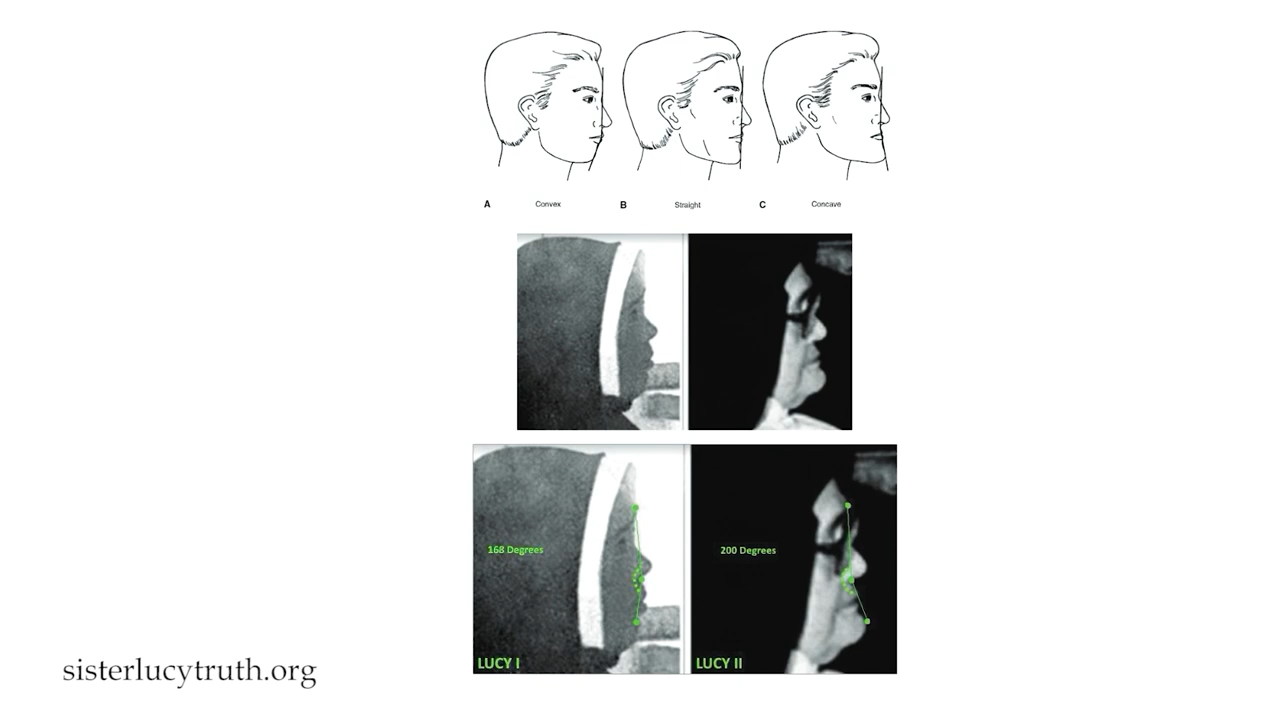 A Convex B Straight C Concave
168 Degrees
200 Degrees
LUCY I
LUCY II
sisterlucytruth.org